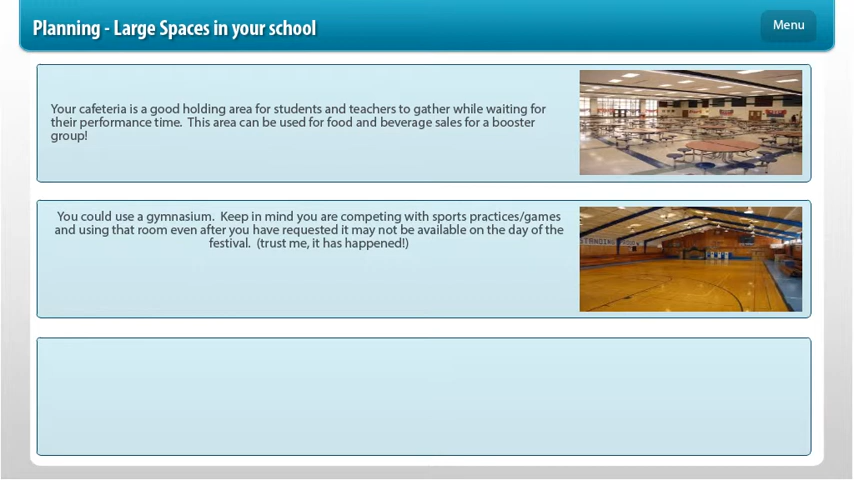 Planning - Large Spaces in your school
Menu
Your cafeteria is a good holding area for students and teachers to gather while waiting for
their performance time.  This area can be used for food and beverage sales for a booster
group!
You could use a gymnasium.  Keep in mind you are competing with sports practices/games
and using that room even after you have requested it may not be available on the day of the
festival.  (trust me, it has happened!)
STANDING ROOM